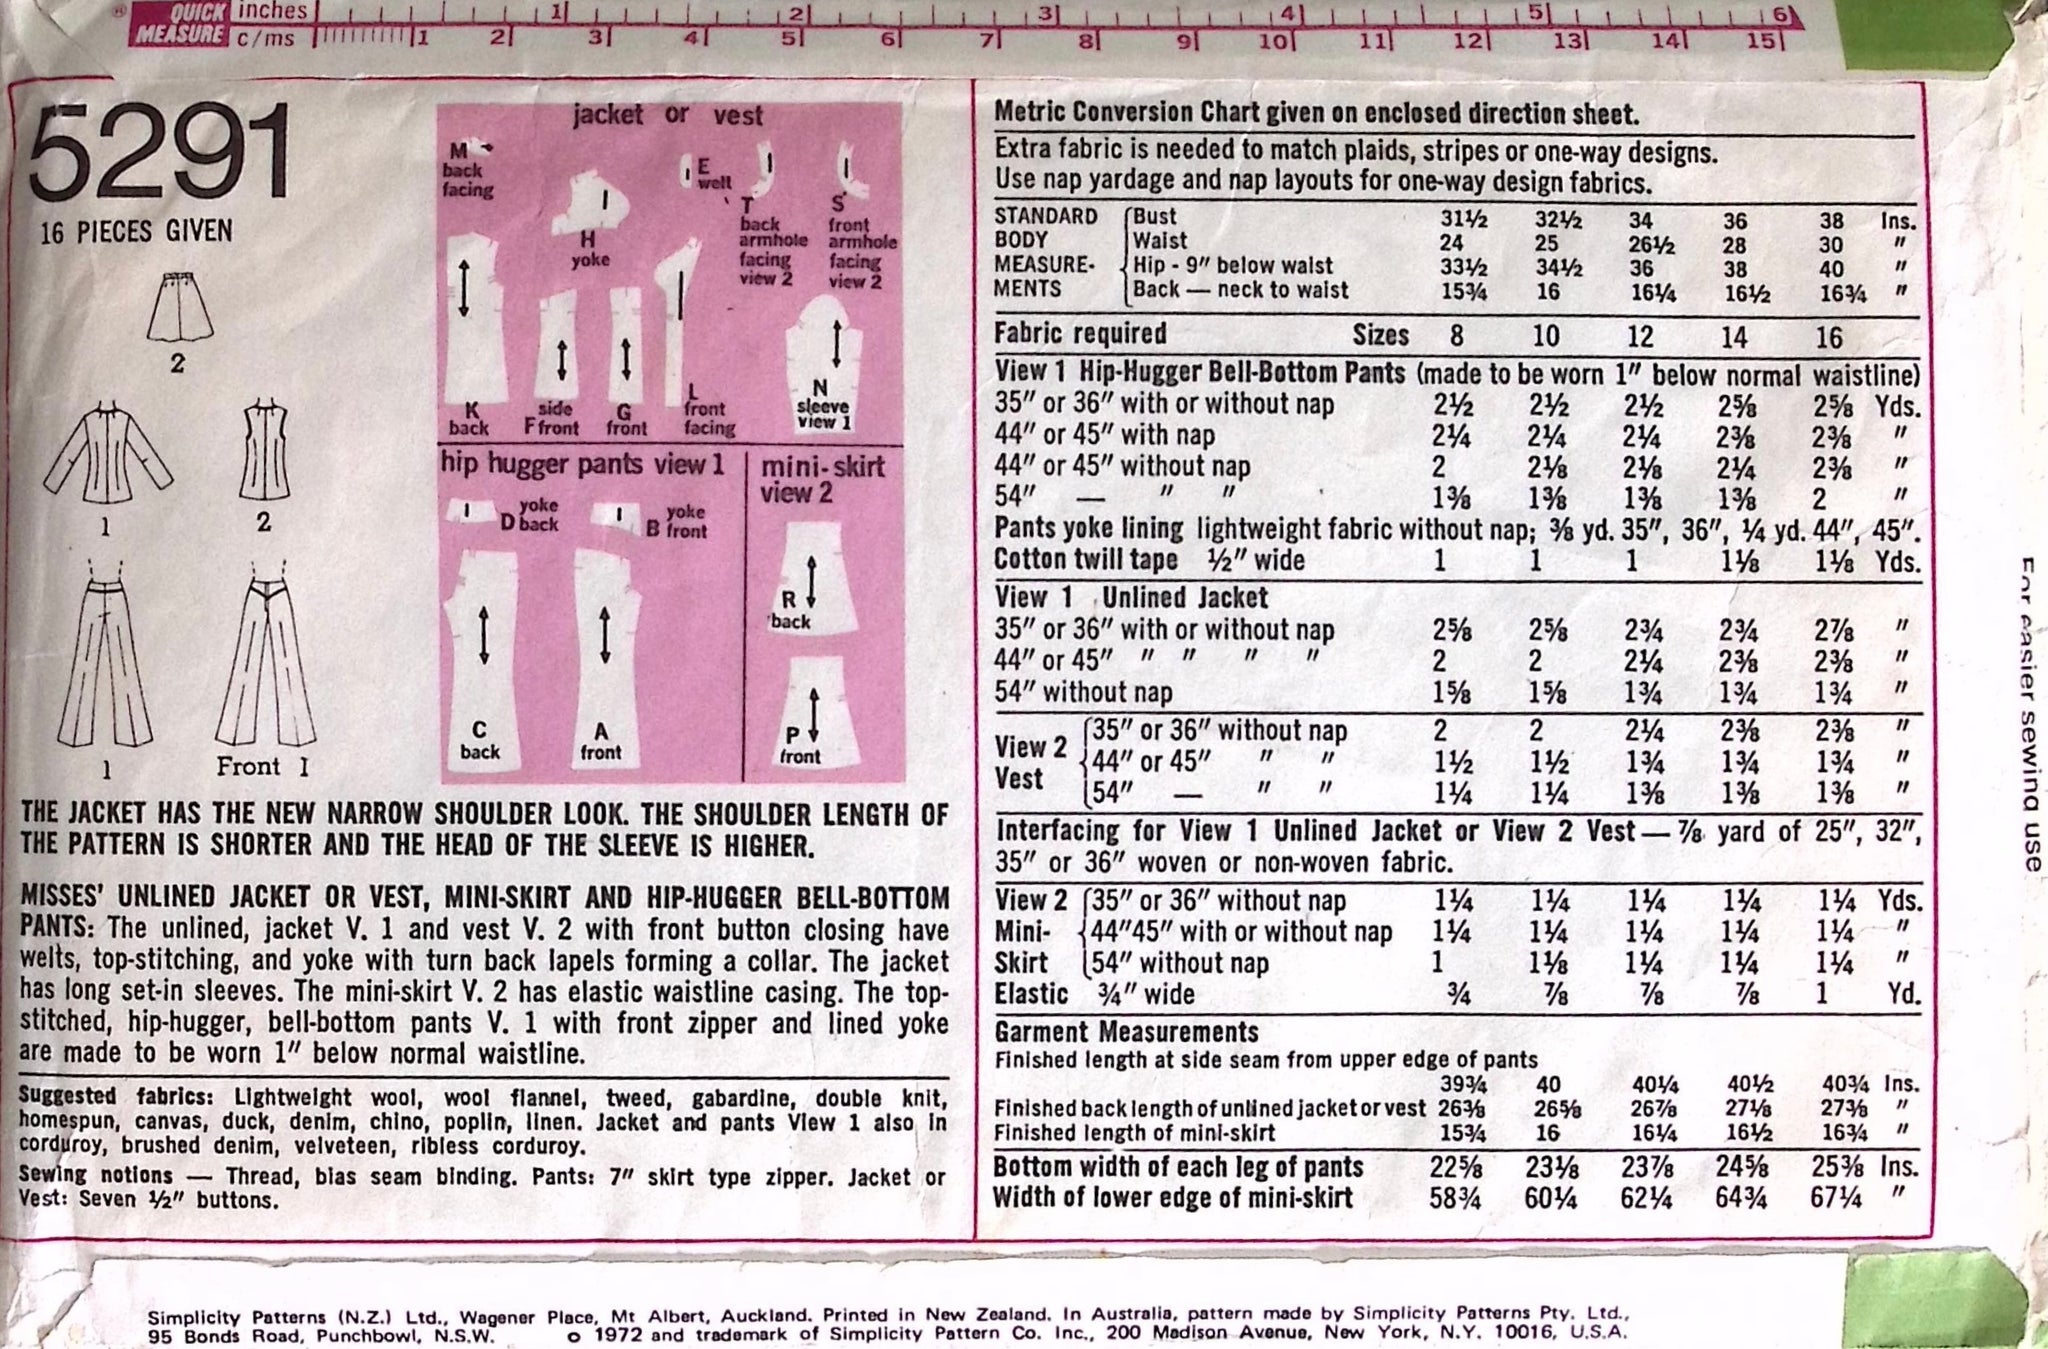 QUICK MEASURE inches 1 2 3 4 5 6
c/ms 1 2 3 4 5 6 7 8 9 10 11 12 13 14 15
5291
16 PIECES GIVEN
2
1 2
1 Front 1
jacket or vest
M back facing
H yoke
E welt
T back armhole facing view 2
S front armhole facing view 2
K back
F side front
G front
L front facing
N sleeve view 1
hip hugger pants view 1
D yoke back
B yoke front
C back
A front
mini-skirt view 2
R back
P front
THE JACKET HAS THE NEW NARROW SHOULDER LOOK. THE SHOULDER LENGTH OF
THE PATTERN IS SHORTER AND THE HEAD OF THE SLEEVE IS HIGHER.
MISSES' UNLINED JACKET OR VEST, MINI-SKIRT AND HIP-HUGGER BELL-BOTTOM
PANTS: The unlined, jacket V. 1 and vest V. 2 with front button closing have
welts, top-stitching, and yoke with turn back lapels forming a collar. The jacket
has long set-in sleeves. The mini-skirt V. 2 has elastic waistline casing. The top-
stitched, hip-hugger, bell-bottom pants V. 1 with front zipper and lined yoke
are made to be worn 1" below normal waistline.
Suggested fabrics: Lightweight wool, wool flannel, tweed, gabardine, double knit,
homespun, canvas, duck, denim, chino, poplin, linen. Jacket and pants View 1 also in
corduroy, brushed denim, velveteen, ribless corduroy.
Sewing notions — Thread, bias seam binding. Pants: 7" skirt type zipper. Jacket or
Vest: Seven ½" buttons.
Metric Conversion Chart given on enclosed direction sheet.
Extra fabric is needed to match plaids, stripes or one-way designs.
Use nap yardage and nap layouts for one-way design fabrics.
STANDARD Bust 31½ 32½ 34 36 38 Ins.
BODY Waist 24 25 26½ 28 30 "
MEASURE- Hip - 9" below waist 33½ 34½ 36 38 40 "
MENTS Back — neck to waist 15¾ 16 16¼ 16½ 16¾ "
Fabric required Sizes 8 10 12 14 16
View 1 Hip-Hugger Bell-Bottom Pants (made to be worn 1" below normal waistline)
35" or 36" with or without nap 2½ 2½ 2½ 2⅝ 2⅝ Yds.
44" or 45" with nap 2¼ 2¼ 2¼ 2⅜ 2⅜ "
44" or 45" without nap 2 2⅛ 2⅛ 2¼ 2⅜ "
54" — " " 1⅜ 1⅜ 1⅜ 1⅜ 2 "
Pants yoke lining lightweight fabric without nap; ⅜ yd. 35", 36", ¼ yd. 44", 45".
Cotton twill tape ½" wide 1 1 1 1⅛ 1⅛ Yds.
View 1 Unlined Jacket
35" or 36" with or without nap 2⅝ 2⅝ 2¾ 2¾ 2⅞ "
44" or 45" " " " " 2 2 2¼ 2⅜ 2⅜ "
54" without nap 1⅝ 1⅝ 1¾ 1¾ 1¾ "
View 2 Vest 35" or 36" without nap 2 2 2¼ 2⅜ 2⅜ "
44" or 45" " " 1½ 1½ 1¾ 1¾ 1¾ "
54" — " " 1¼ 1¼ 1⅜ 1⅜ 1⅜ "
Interfacing for View 1 Unlined Jacket or View 2 Vest — ⅞ yard of 25", 32",
35" or 36" woven or non-woven fabric.
View 2 35" or 36" without nap 1¼ 1¼ 1¼ 1¼ 1¼ Yds.
Mini- 44"45" with or without nap 1¼ 1¼ 1¼ 1¼ 1¼ "
Skirt 54" without nap 1 1⅛ 1¼ 1¼ 1¼ "
Elastic ¾" wide ¾ ⅞ ⅞ ⅞ 1 Yd.
Garment Measurements
Finished length at side seam from upper edge of pants
39¾ 40 40¼ 40½ 40¾ Ins.
Finished back length of unlined jacket or vest 26⅜ 26⅝ 26⅞ 27⅛ 27⅜ "
Finished length of mini-skirt 15¾ 16 16¼ 16½ 16¾ "
Bottom width of each leg of pants 22⅝ 23⅛ 23⅞ 24⅝ 25⅜ Ins.
Width of lower edge of mini-skirt 58¾ 60¼ 62¼ 64¾ 67¼ "
For easier sewing use
Simplicity Patterns (N.Z.) Ltd., Wagener Place, Mt Albert, Auckland. Printed in New Zealand. In Australia, pattern made by Simplicity Patterns Pty. Ltd.,
95 Bonds Road, Punchbowl, N.S.W. © 1972 and trademark of Simplicity Pattern Co. Inc., 200 Madison Avenue, New York, N.Y. 10016, U.S.A.